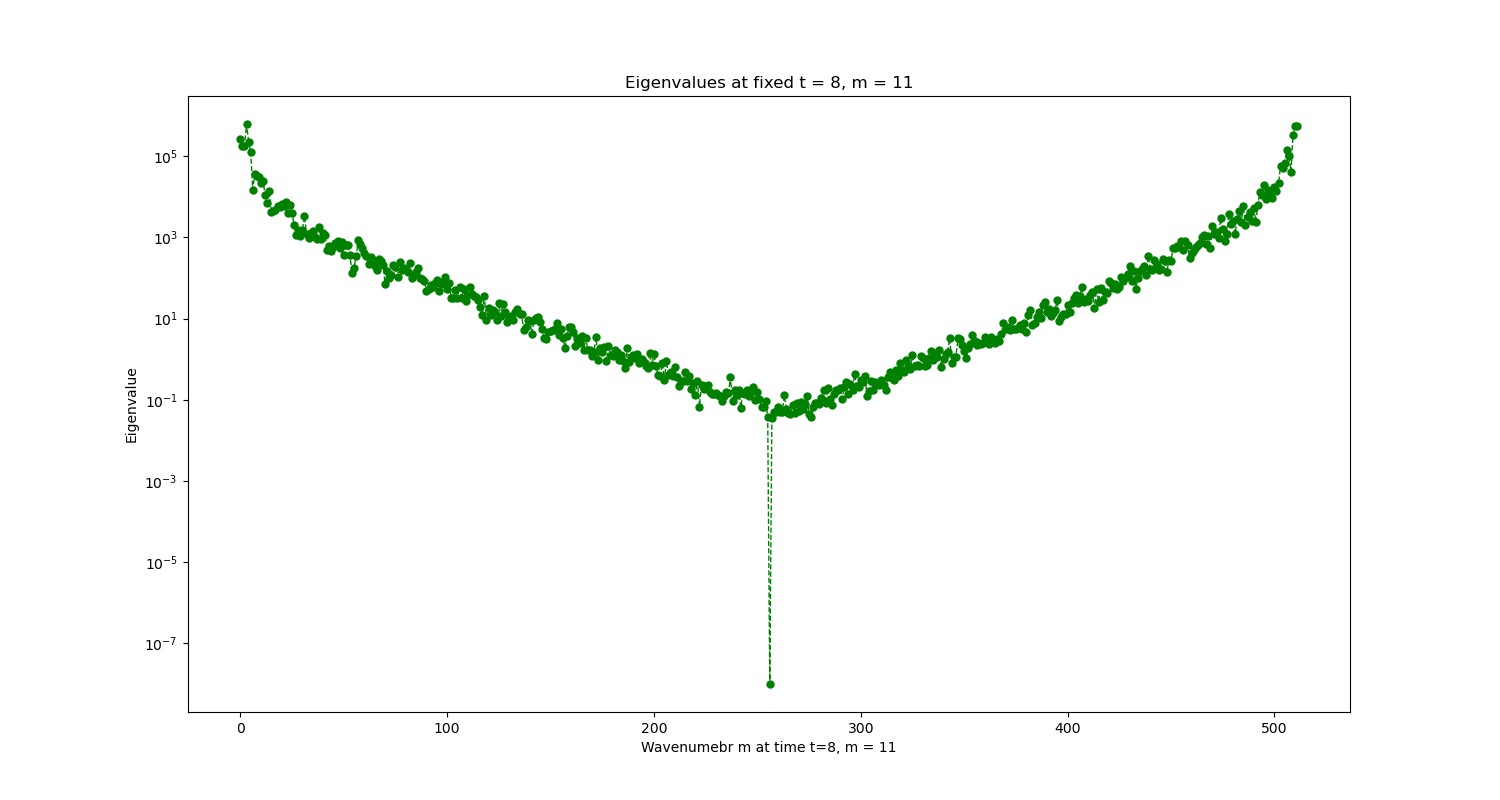 Eigenvalues at fixed t = 8, m = 11
Eigenvalue
10^5
10^3
10^1
10^−1
10^−3
10^−5
10^−7
0 100 200 300 400 500
Wavenumebr m at time t=8, m = 11